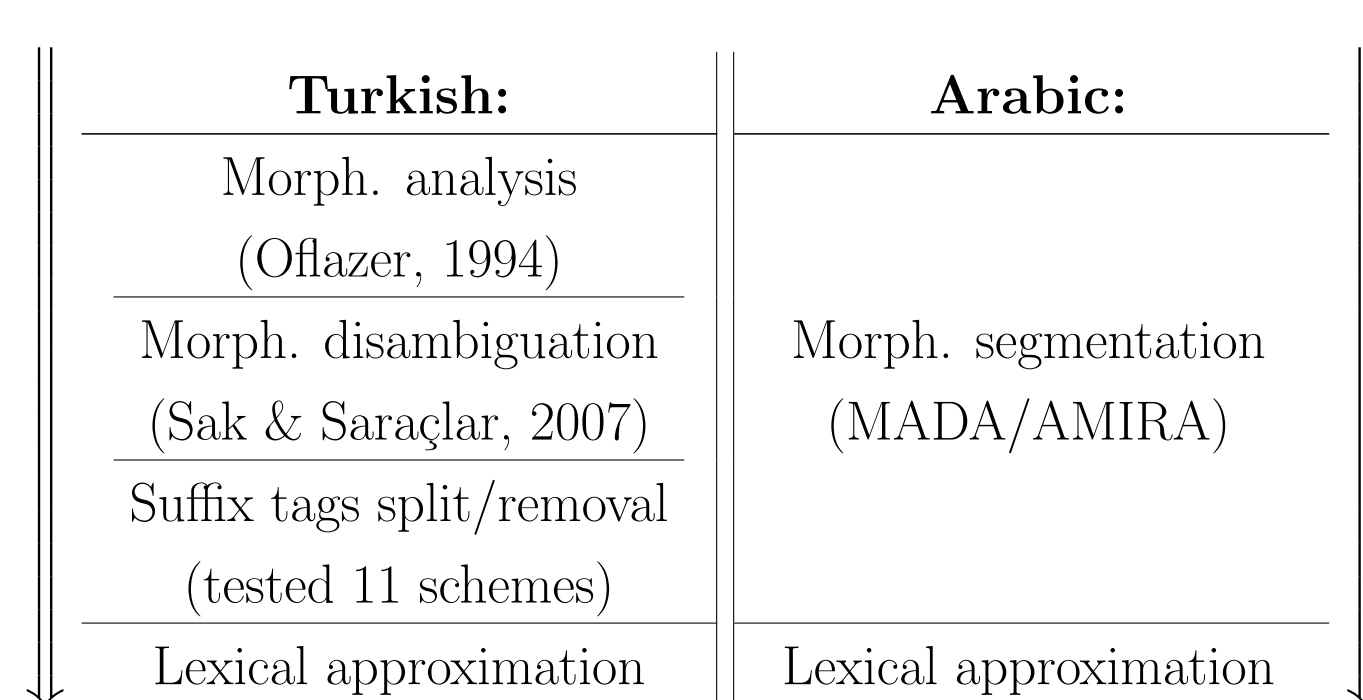 Turkish:
Morph. analysis
(Oflazer, 1994)
Morph. disambiguation
(Sak & Saraçlar, 2007)
Suffix tags split/removal
(tested 11 schemes)
Lexical approximation
Arabic:
Morph. segmentation
(MADA/AMIRA)
Lexical approximation